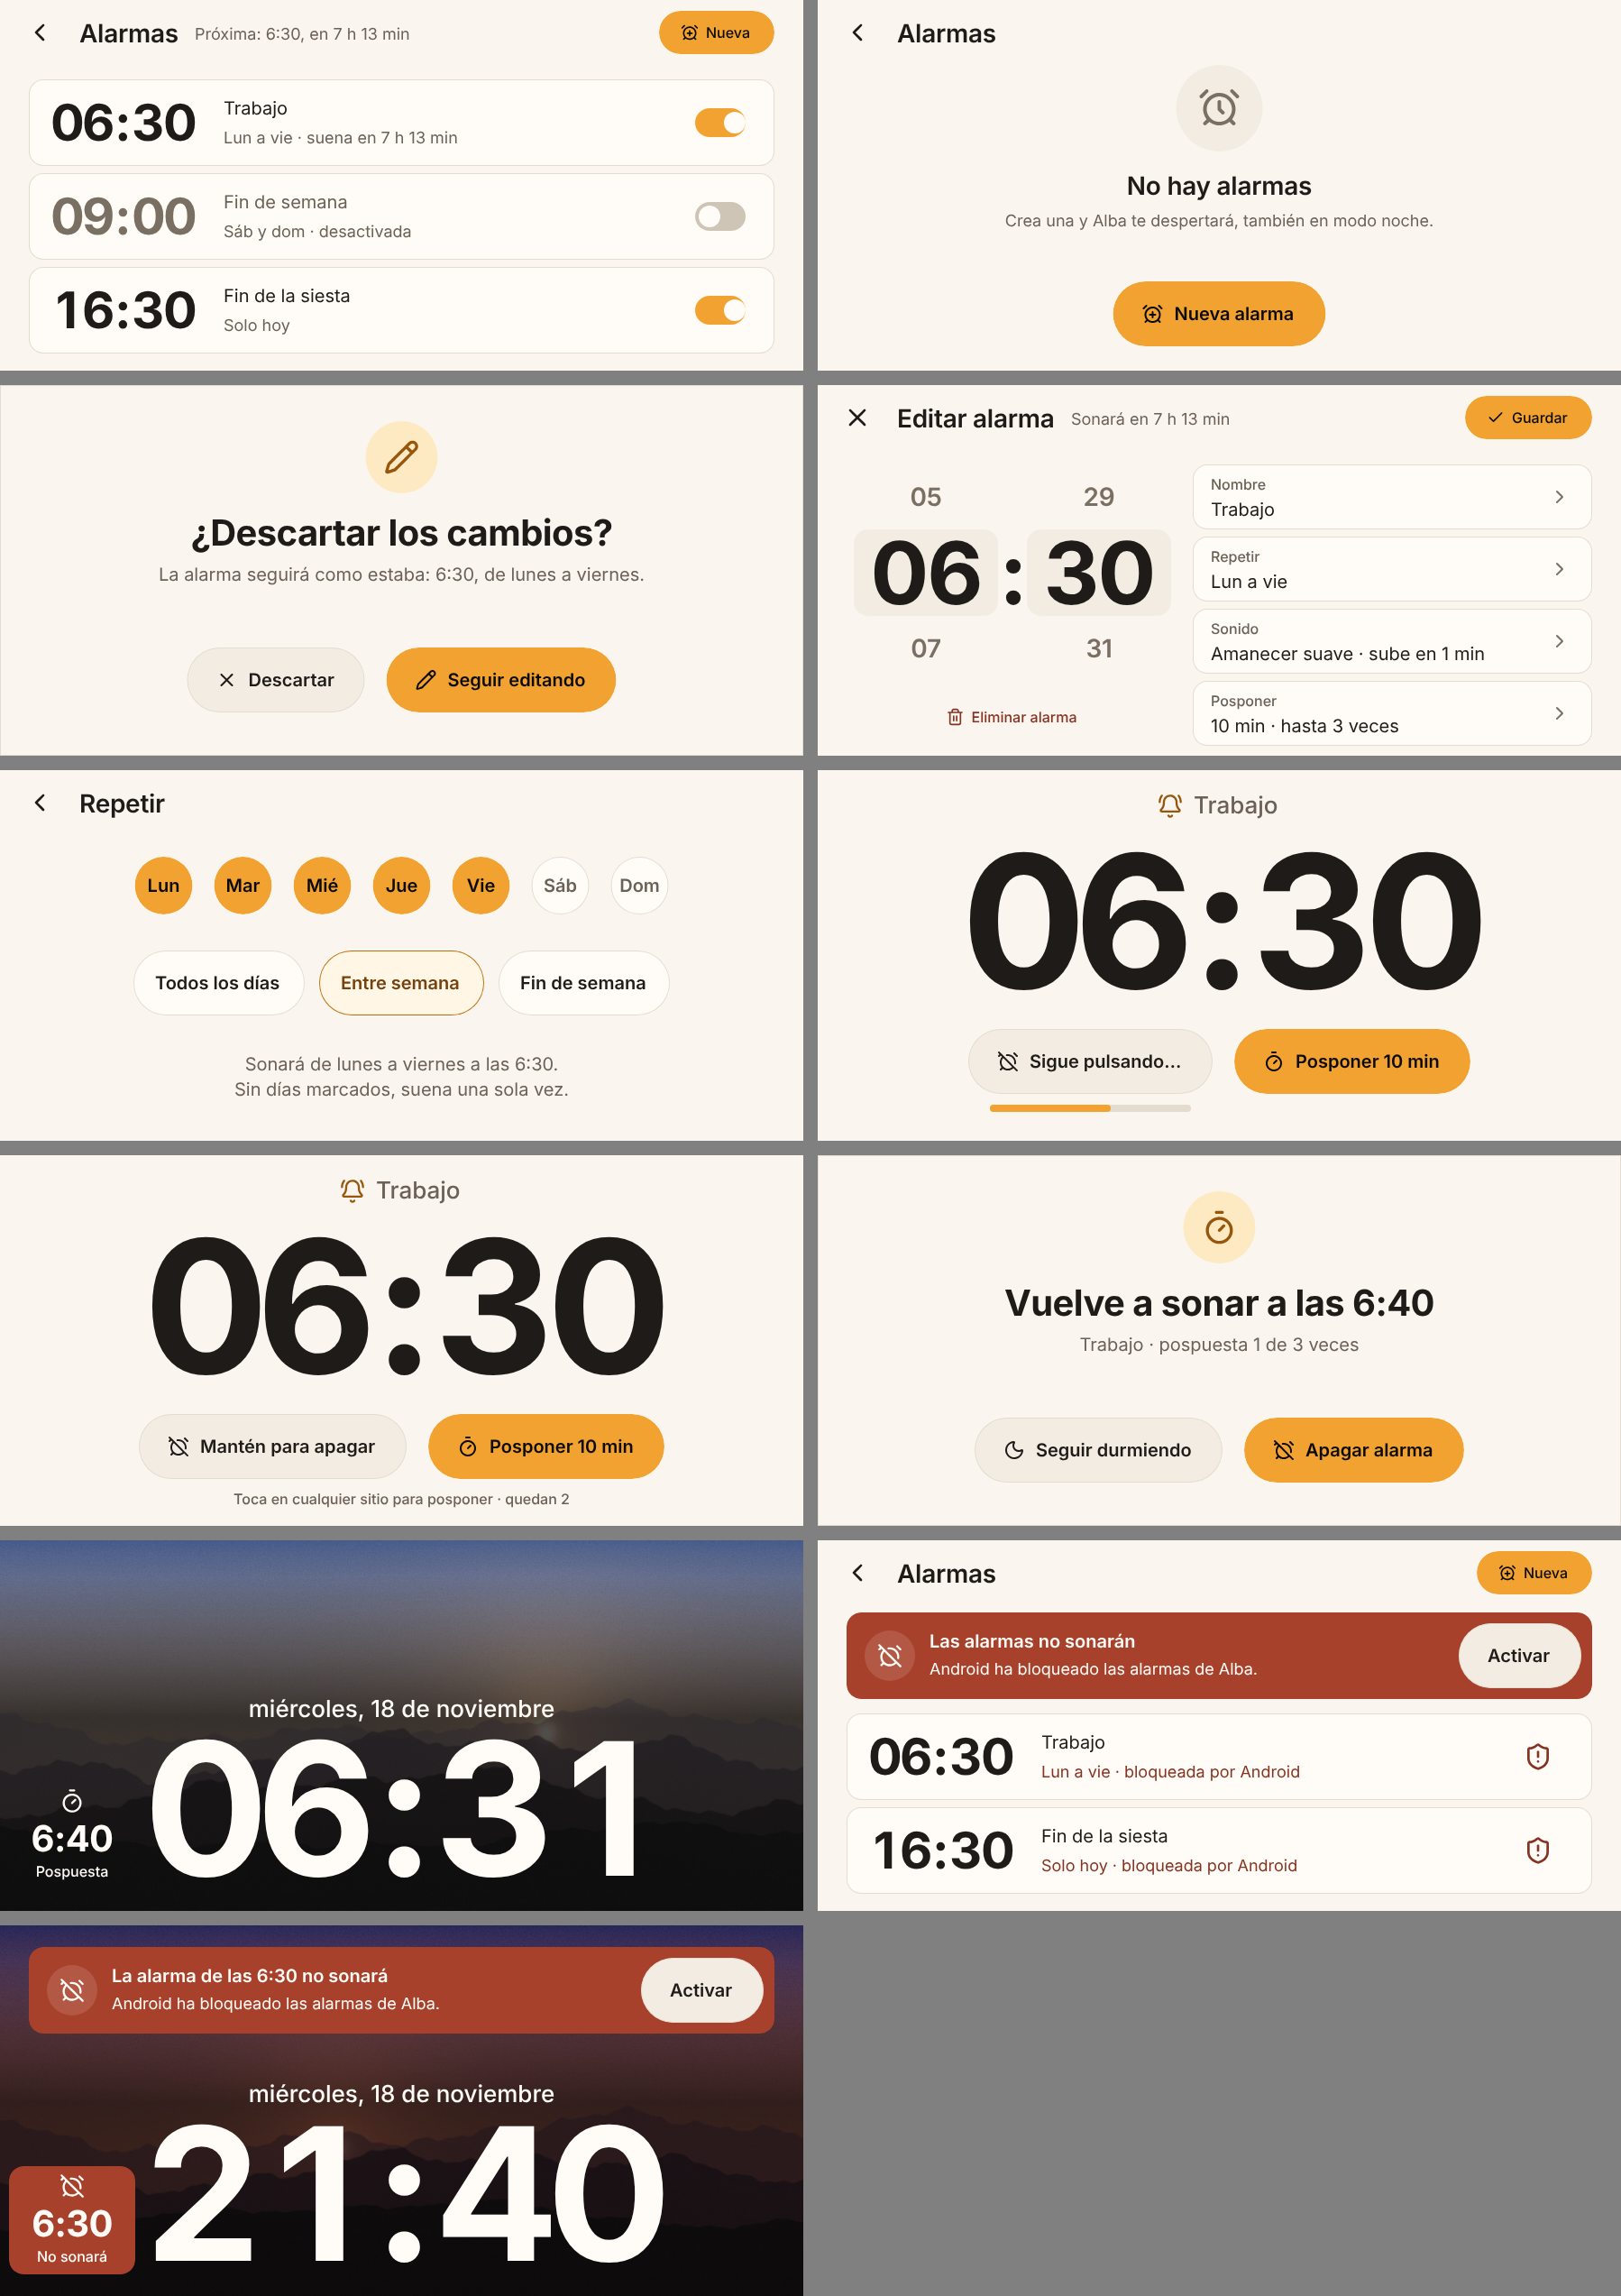 Alarmas Próxima: 6:30, en 7 h 13 min Nueva
06:30 Trabajo
Lun a vie · suena en 7 h 13 min
09:00 Fin de semana
Sáb y dom · desactivada
16:30 Fin de la siesta
Solo hoy
Alarmas
No hay alarmas
Crea una y Alba te despertará, también en modo noche.
Nueva alarma
¿Descartar los cambios?
La alarma seguirá como estaba: 6:30, de lunes a viernes.
Descartar Seguir editando
Editar alarma Sonará en 7 h 13 min Guardar
05 29
06:30
07 31
Eliminar alarma
Nombre
Trabajo
Repetir
Lun a vie
Sonido
Amanecer suave · sube en 1 min
Posponer
10 min · hasta 3 veces
Repetir
Lun Mar Mié Jue Vie Sáb Dom
Todos los días Entre semana Fin de semana
Sonará de lunes a viernes a las 6:30.
Sin días marcados, suena una sola vez.
Trabajo
06:30
Sigue pulsando... Posponer 10 min
Trabajo
06:30
Mantén para apagar Posponer 10 min
Toca en cualquier sitio para posponer · quedan 2
Vuelve a sonar a las 6:40
Trabajo · pospuesta 1 de 3 veces
Seguir durmiendo Apagar alarma
miércoles, 18 de noviembre
06:31
6:40
Pospuesta
Alarmas Nueva
Las alarmas no sonarán
Android ha bloqueado las alarmas de Alba.
Activar
06:30 Trabajo
Lun a vie · bloqueada por Android
16:30 Fin de la siesta
Solo hoy · bloqueada por Android
La alarma de las 6:30 no sonará
Android ha bloqueado las alarmas de Alba.
Activar
miércoles, 18 de noviembre
21:40
6:30
No sonará